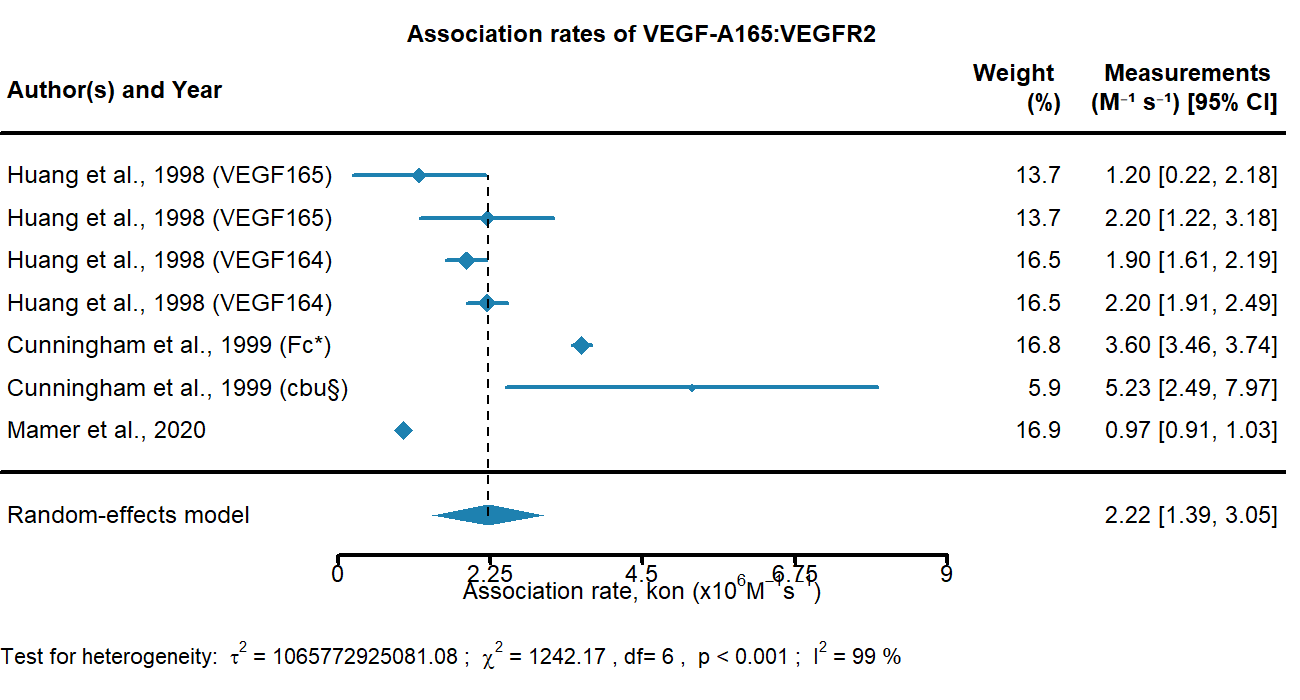 Association rates of VEGF-A165:VEGFR2
Author(s) and Year
Weight (%)
Measurements (M⁻¹ s⁻¹) [95% CI]
Huang et al., 1998 (VEGF165) 13.7 1.20 [0.22, 2.18]
Huang et al., 1998 (VEGF165) 13.7 2.20 [1.22, 3.18]
Huang et al., 1998 (VEGF164) 16.5 1.90 [1.61, 2.19]
Huang et al., 1998 (VEGF164) 16.5 2.20 [1.91, 2.49]
Cunningham et al., 1999 (Fc*) 16.8 3.60 [3.46, 3.74]
Cunningham et al., 1999 (cbu§) 5.9 5.23 [2.49, 7.97]
Mamer et al., 2020 16.9 0.97 [0.91, 1.03]
Random-effects model 2.22 [1.39, 3.05]
0 2.25 4.5 6.75 9
Association rate, kon (x10⁶M⁻¹s⁻¹)
Test for heterogeneity: τ² = 1065772925081.08 ; χ² = 1242.17 , df= 6 , p < 0.001 ; I² = 99 %